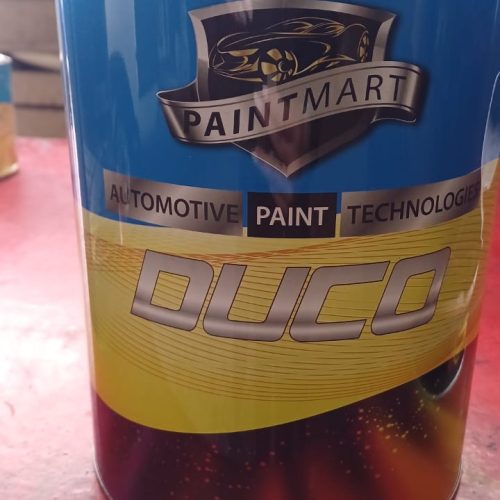 PAINTMART
AUTOMOTIVE PAINT TECHNOLOGIES
DUCO